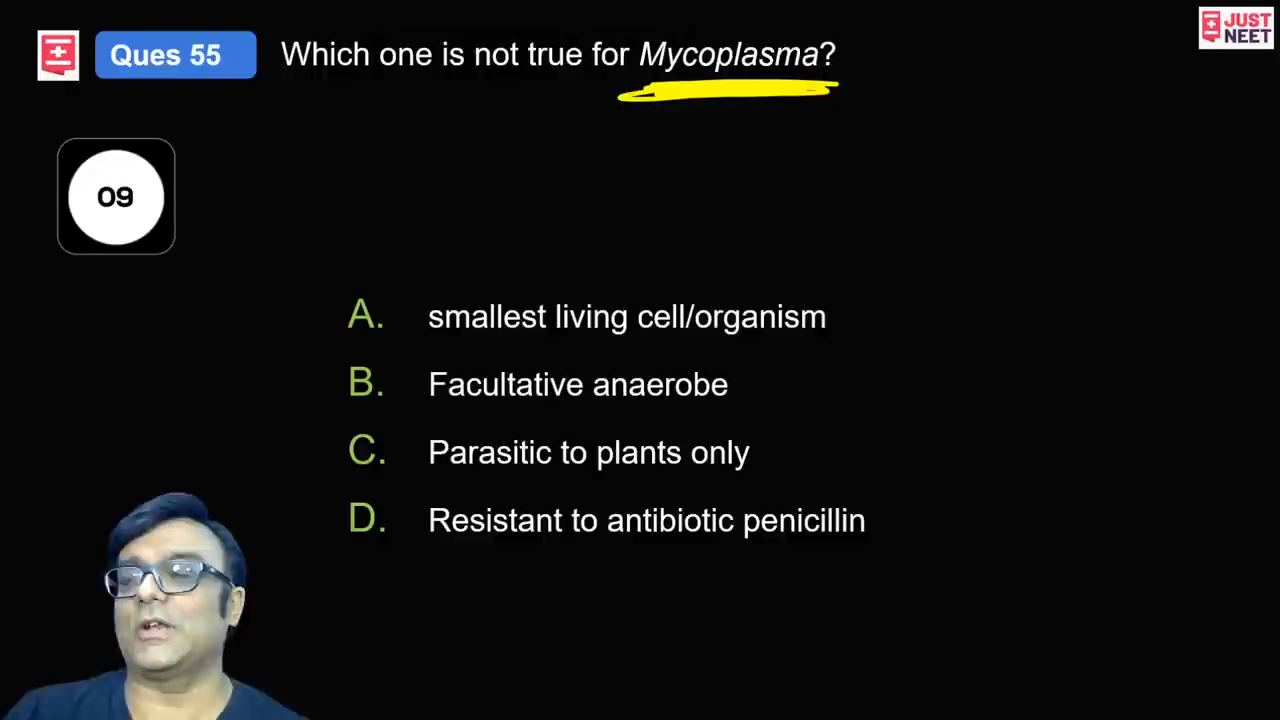 JUST
NEET
Ques 55
Which one is not true for Mycoplasma?
09
A. smallest living cell/organism
B. Facultative anaerobe
C. Parasitic to plants only
D. Resistant to antibiotic penicillin